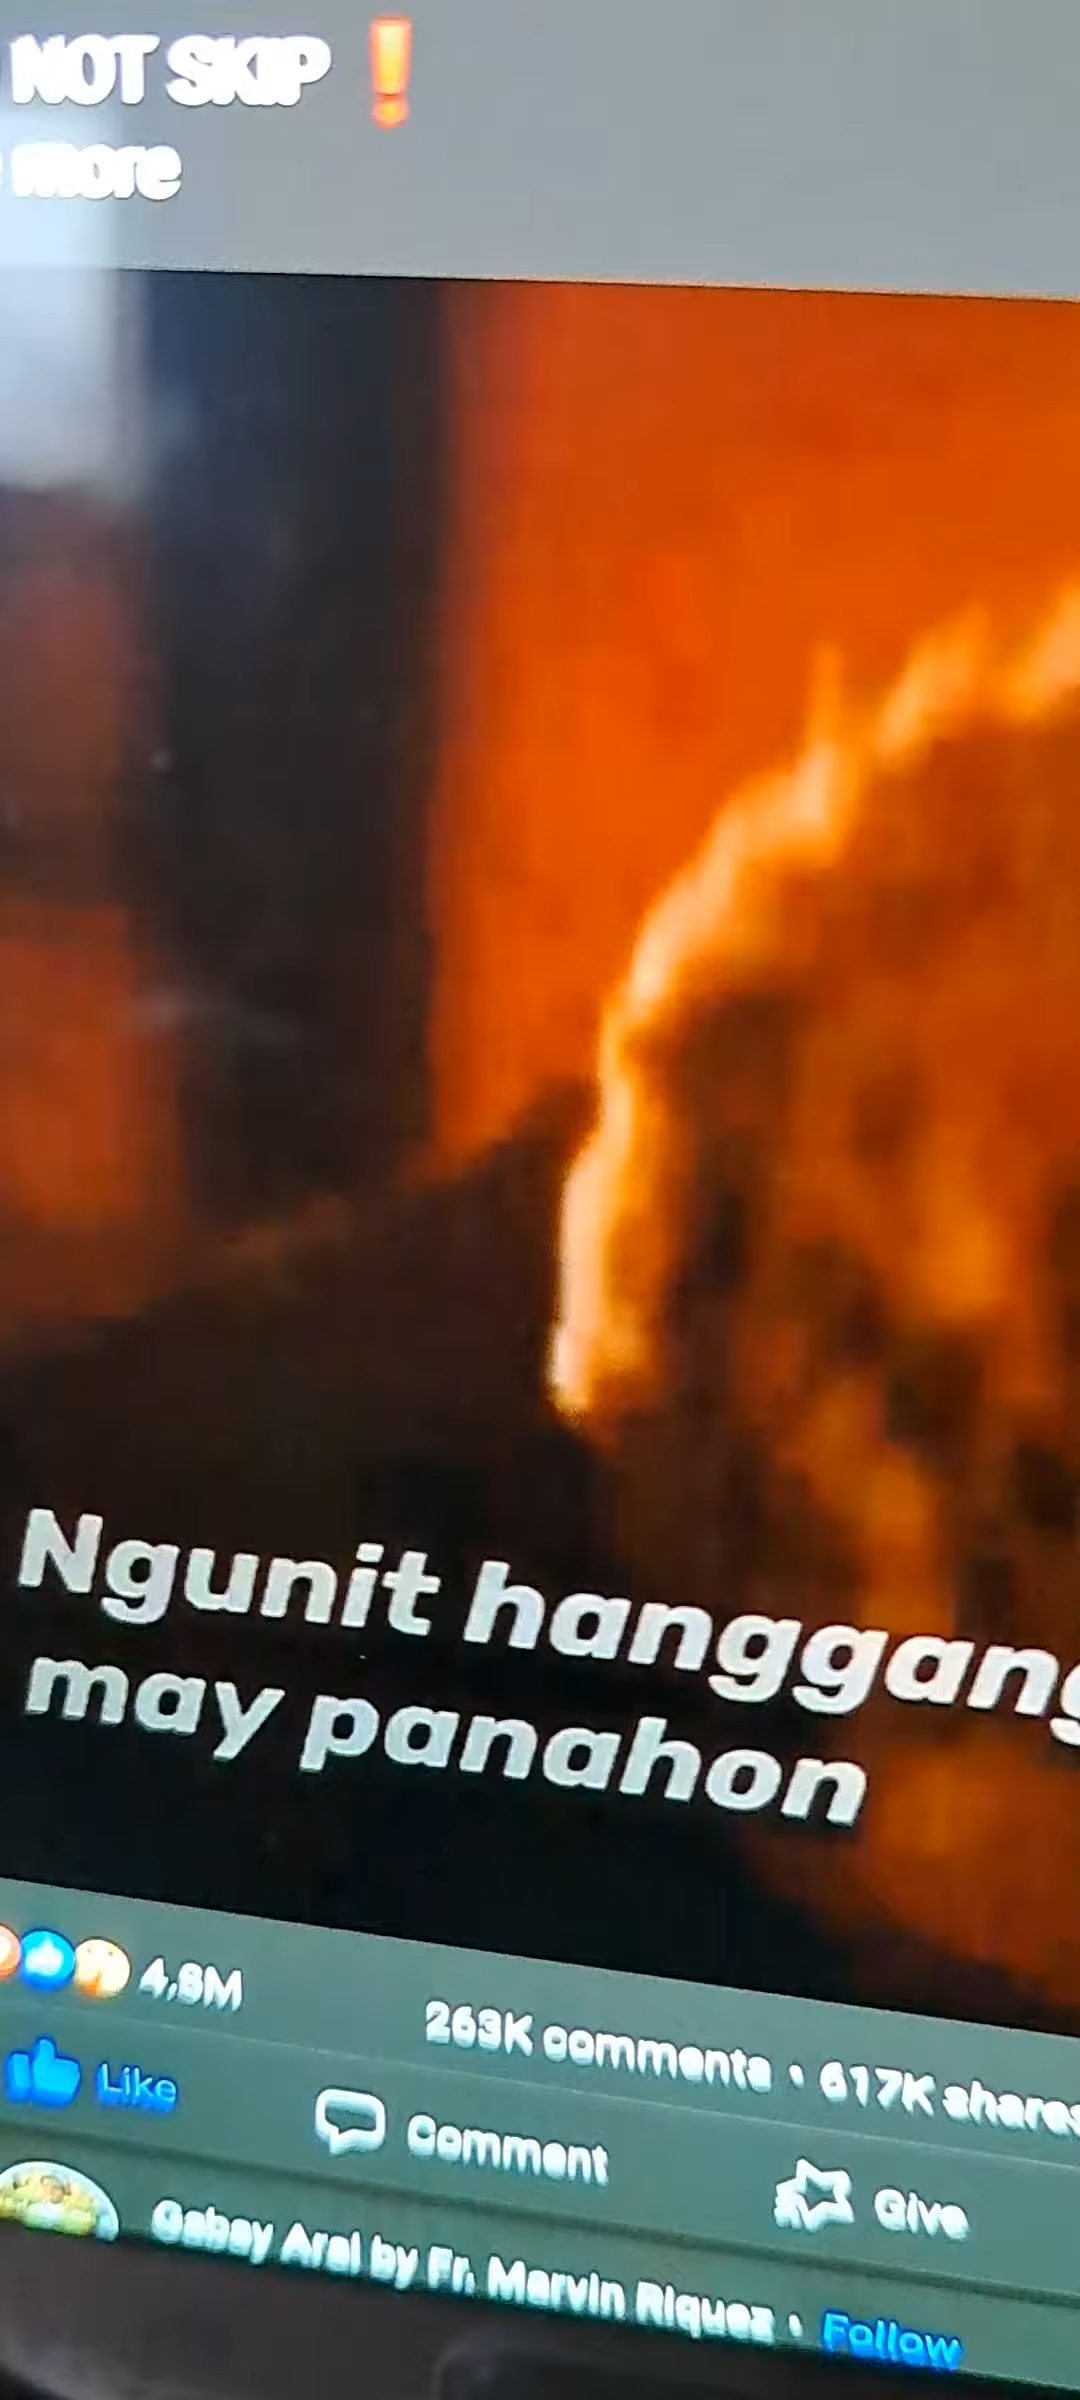 NOT SKIP ❗
more
Ngunit hanggang
may panahon
4.8M
263K comments • 617K shares
Like
Comment
Give
Gabay Aral by Fr. Marvin Riquez • Follow